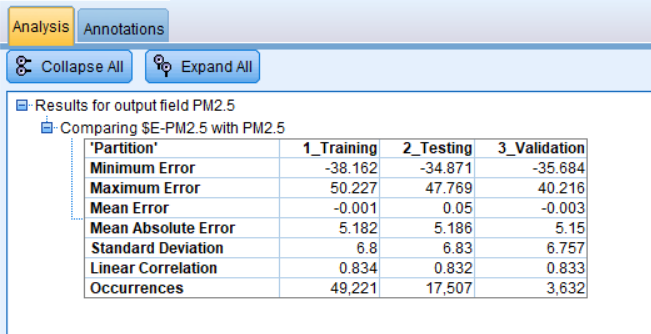 Analysis Annotations
Collapse All Expand All
Results for output field PM2.5
Comparing $E-PM2.5 with PM2.5
'Partition' 1_Training 2_Testing 3_Validation
Minimum Error -38.162 -34.871 -35.684
Maximum Error 50.227 47.769 40.216
Mean Error -0.001 0.05 -0.003
Mean Absolute Error 5.182 5.186 5.15
Standard Deviation 6.8 6.83 6.757
Linear Correlation 0.834 0.832 0.833
Occurrences 49,221 17,507 3,632